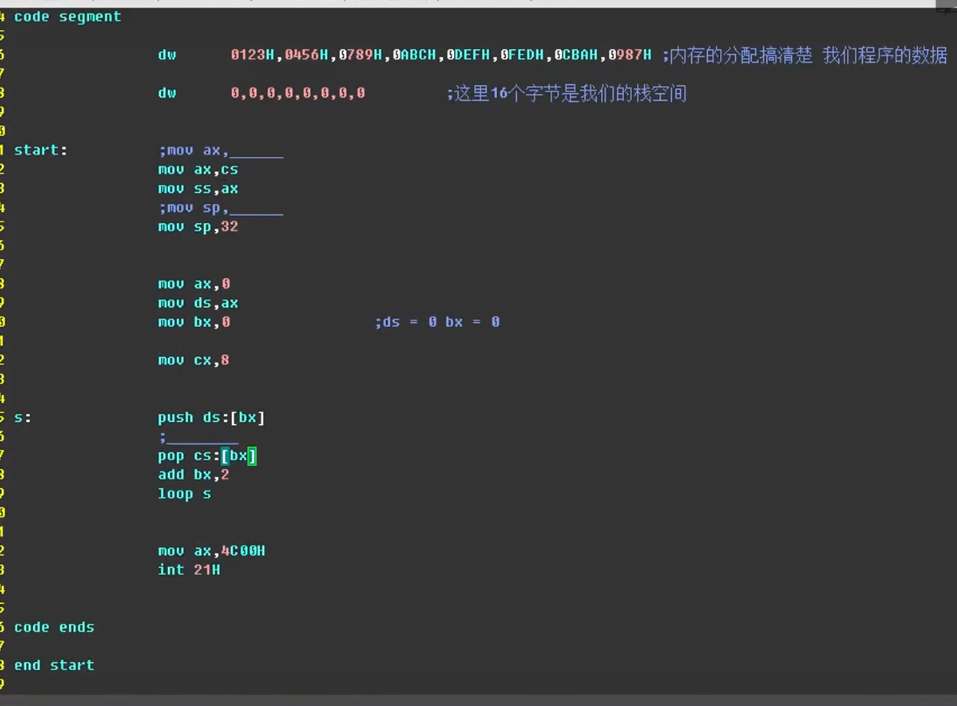 4 code segment
5
6 dw 0123H,0456H,0789H,0ABCH,0DEFH,0FEDH,0CBAH,0987H ;内存的分配搞清楚 我们程序的数据
7
8 dw 0,0,0,0,0,0,0,0 ;这里16个字节是我们的栈空间
9
0
1 start: ;mov ax,______
2 mov ax,cs
3 mov ss,ax
4 ;mov sp,______
5 mov sp,32
6
7
8 mov ax,0
9 mov ds,ax
0 mov bx,0 ;ds = 0 bx = 0
1
2 mov cx,8
3
4
5 s: push ds:[bx]
6 ;________
7 pop cs:[bx]
8 add bx,2
9 loop s
0
1
2 mov ax,4C00H
3 int 21H
4
5
6 code ends
7
8 end start
9